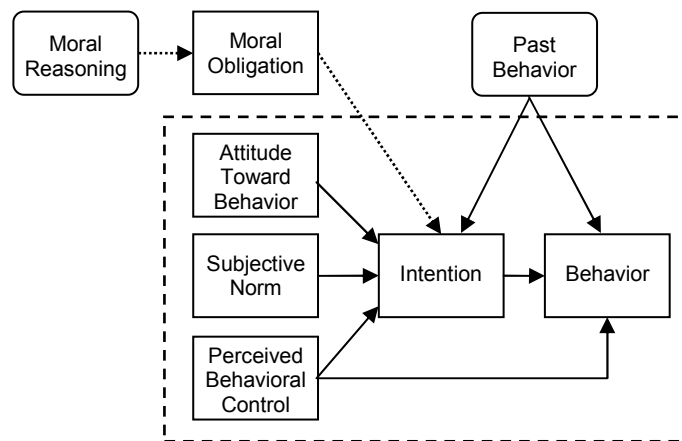 Moral
Reasoning
Moral
Obligation
Past
Behavior
Attitude
Toward
Behavior
Subjective
Norm
Intention
Behavior
Perceived
Behavioral
Control